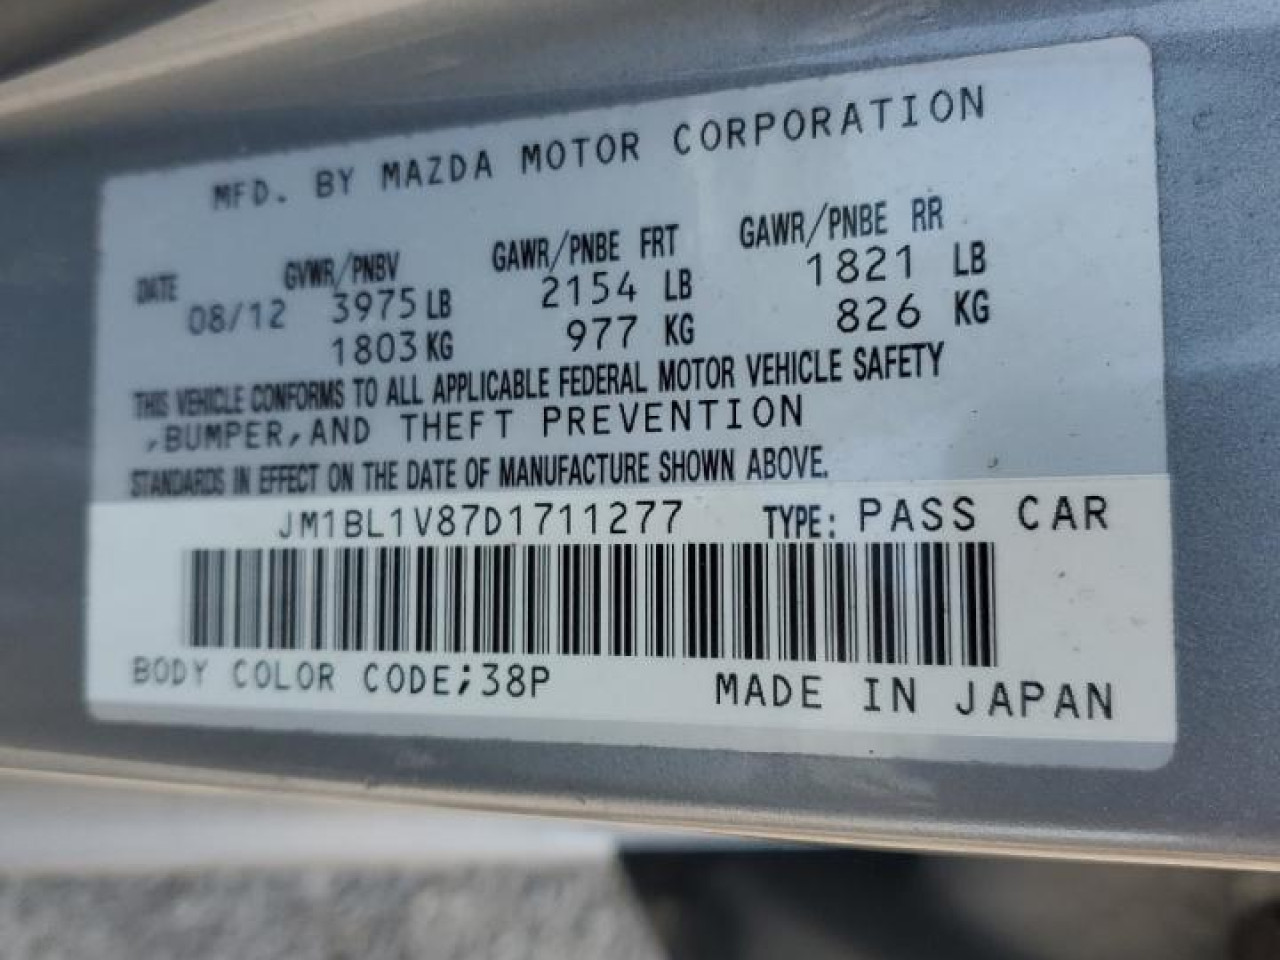 MFD. BY MAZDA MOTOR CORPORATION
DATE GVWR/PNBV GAWR/PNBE FRT GAWR/PNBE RR
08/12 3975 LB 2154 LB 1821 LB
1803 KG 977 KG 826 KG
THIS VEHICLE CONFORMS TO ALL APPLICABLE FEDERAL MOTOR VEHICLE SAFETY
,BUMPER,AND THEFT PREVENTION
STANDARDS IN EFFECT ON THE DATE OF MANUFACTURE SHOWN ABOVE.
JM1BL1V87D1711277 TYPE: PASS CAR
BODY COLOR CODE;38P MADE IN JAPAN